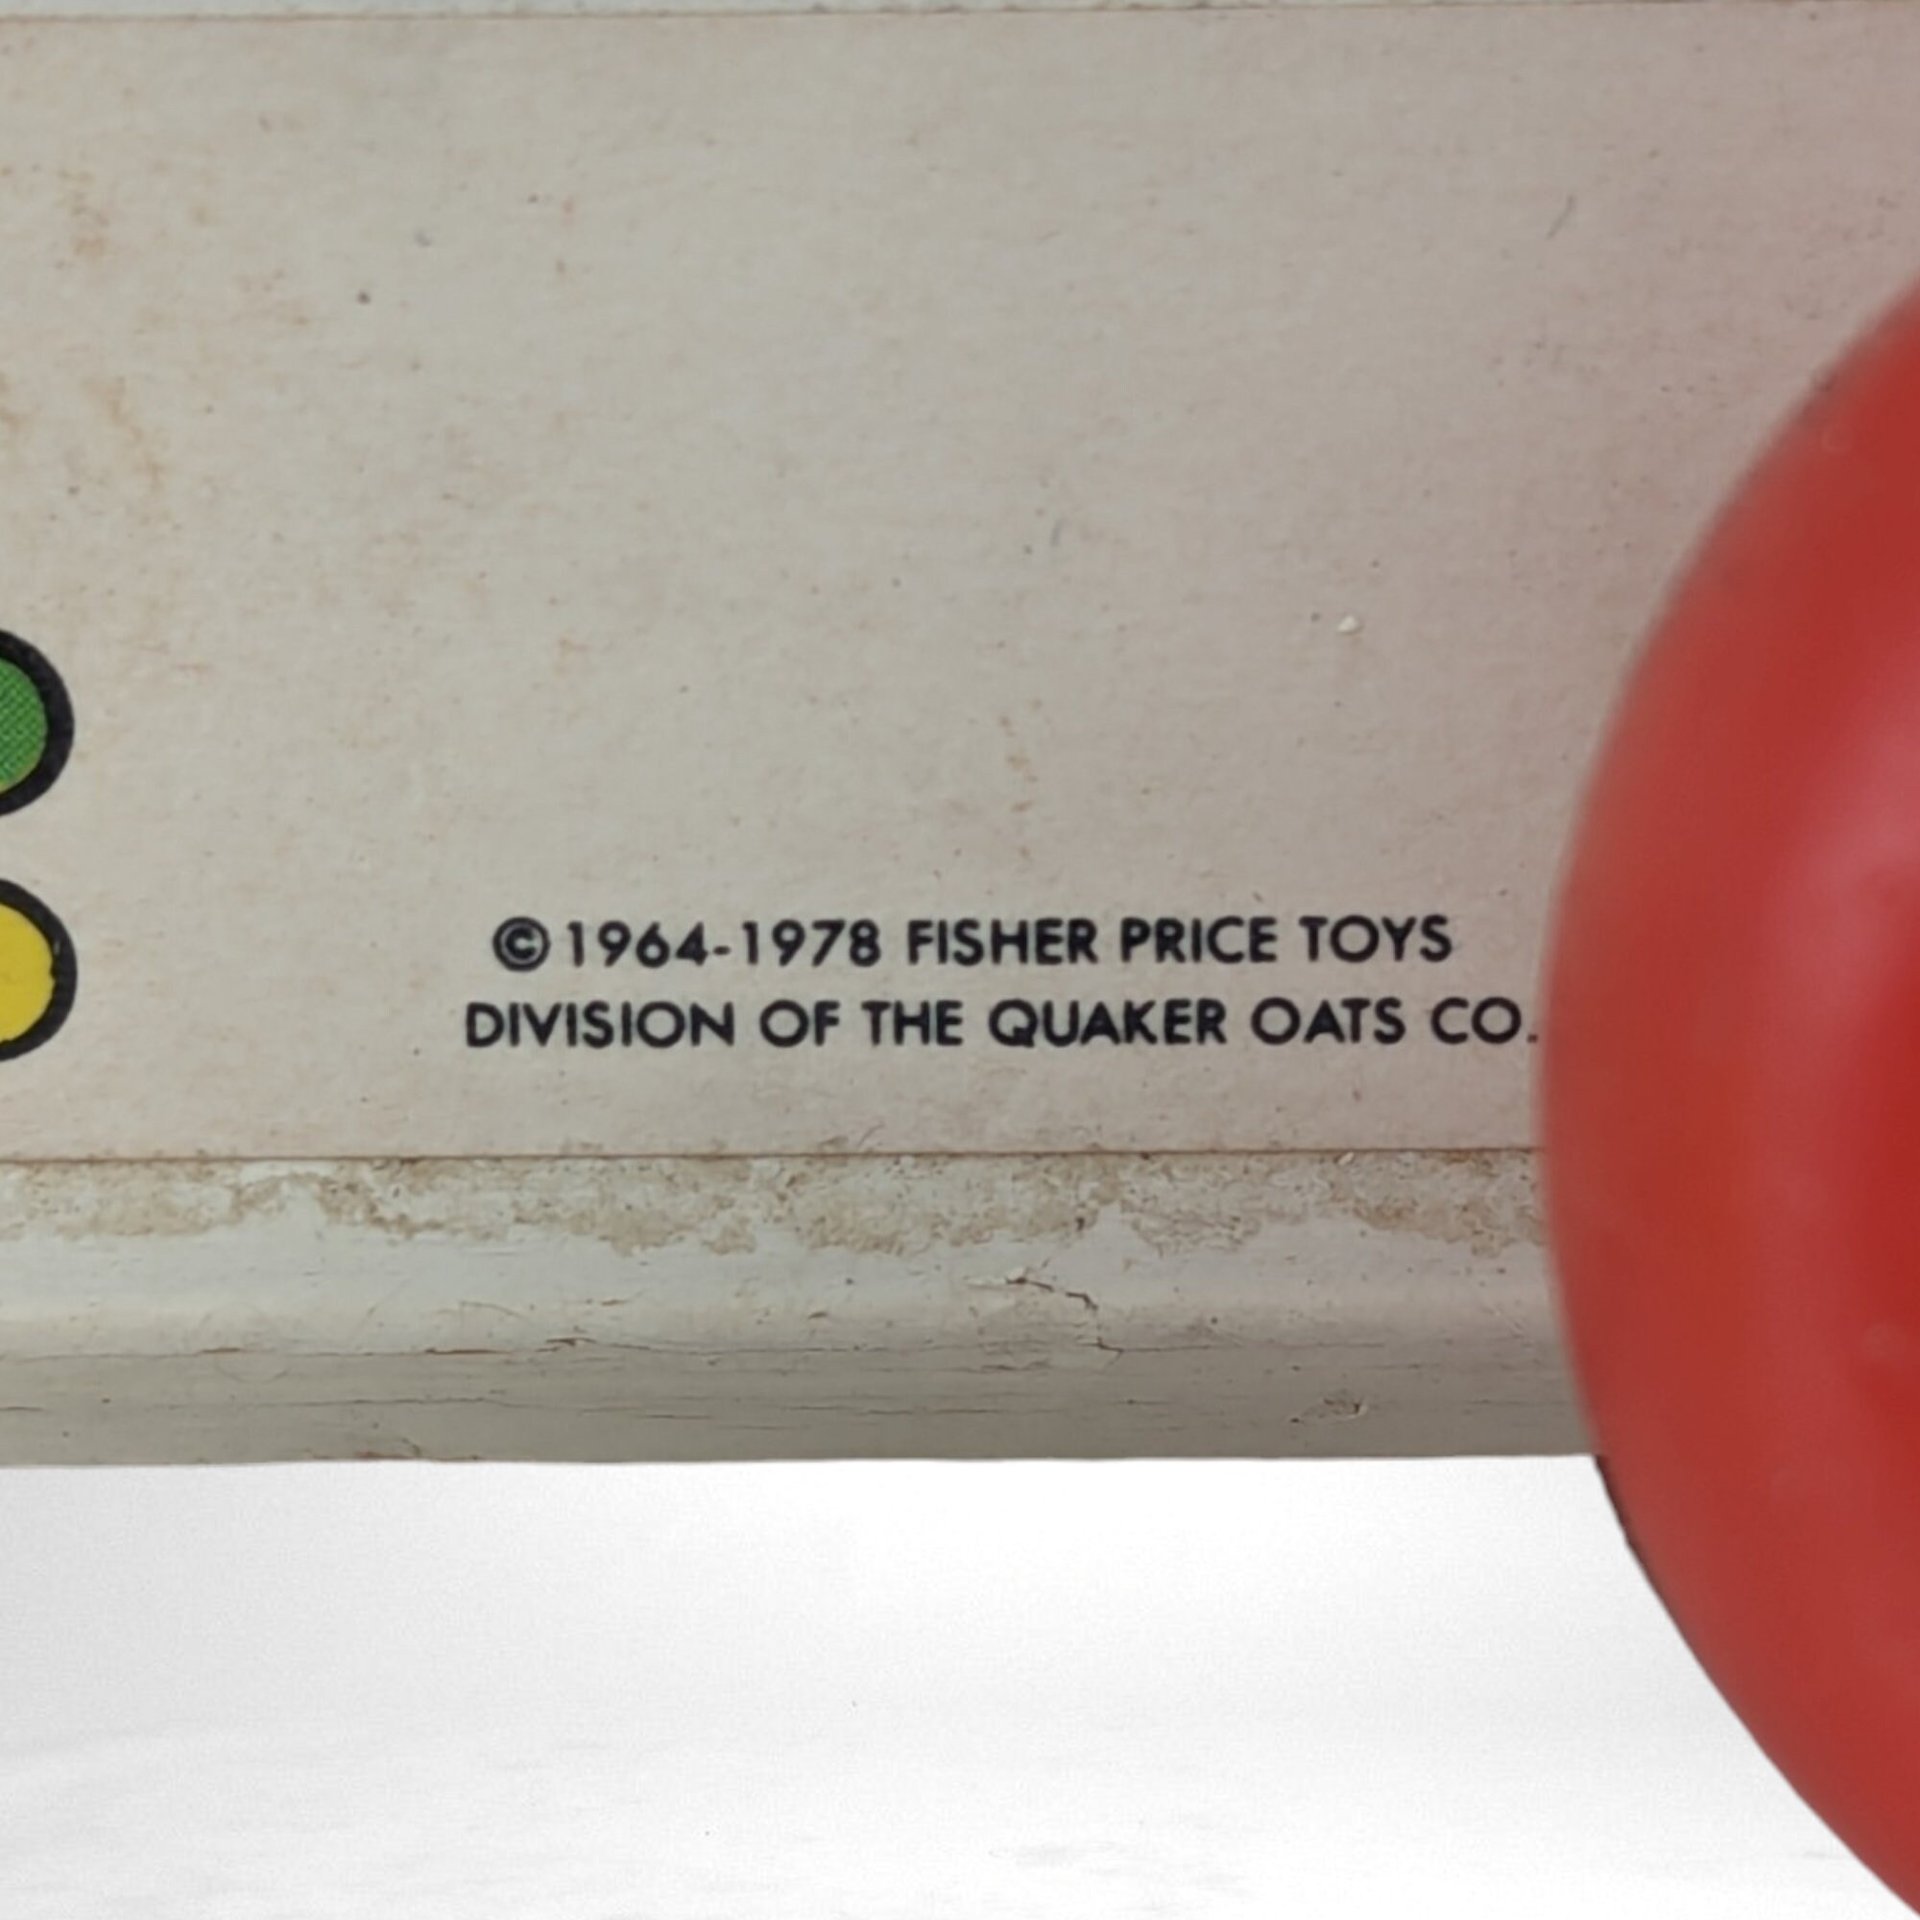 ©1964-1978 FISHER PRICE TOYS
DIVISION OF THE QUAKER OATS CO.